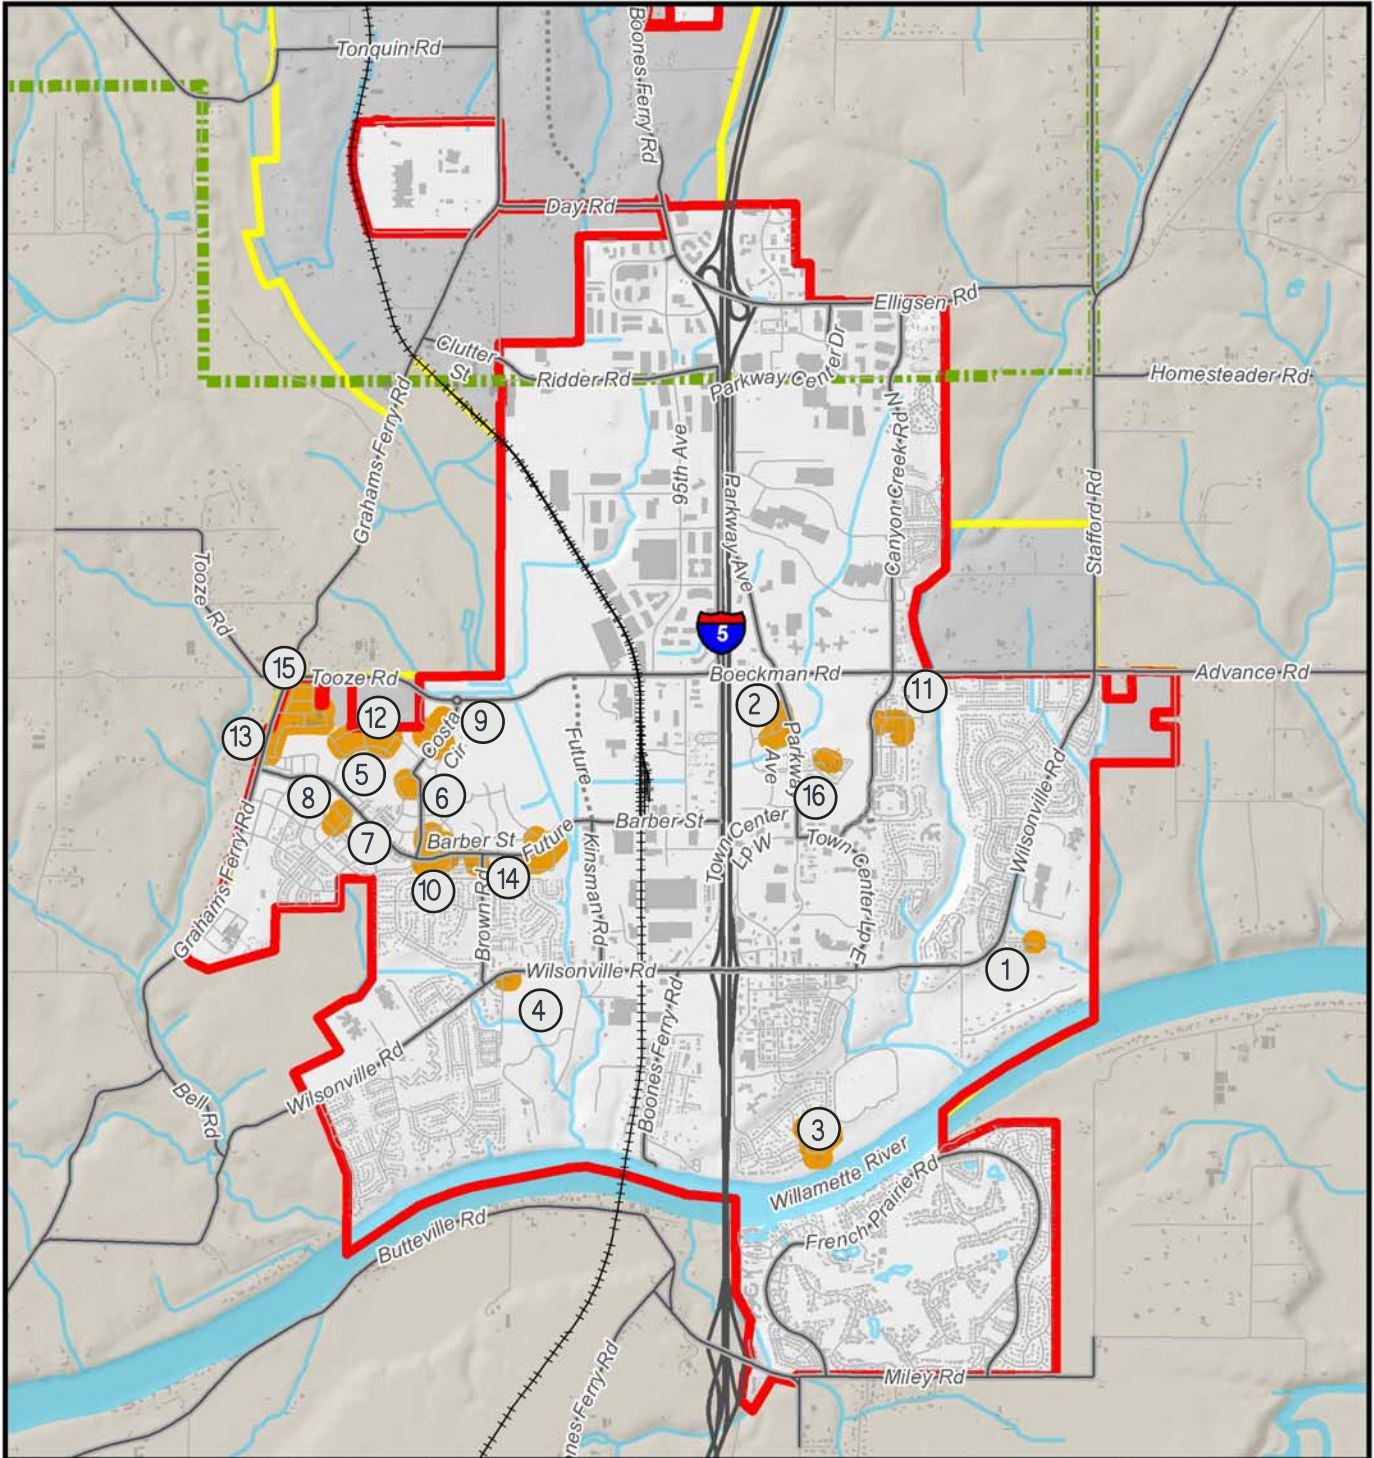 Tonquin Rd
Boones Ferry Rd
Day Rd
Elligsen Rd
Clutter
St
Ridder Rd
Parkway Center Dr
Homesteader Rd
Grahams Ferry Rd
95th Ave
Parkway Ave
Canyon Creek Rd N
Stafford Rd
Tooze Rd
5
15
Tooze Rd
Boeckman Rd
Advance Rd
11
2
12
9
13
Costa
Cir
5
6
8
16
7
Future
Parkway
Ave
Barber St
Barber St
Future
Town Center
Lp W
Town Center Lp E
Wilsonville Rd
10
14
Brown Rd
Kinsman Rd
Grahams Ferry Rd
Wilsonville Rd
1
4
Boones Ferry Rd
Wilsonville Rd
Bell Rd
3
Willamette River
French Prairie Rd
Butteville Rd
Miley Rd
nes Ferry Rd